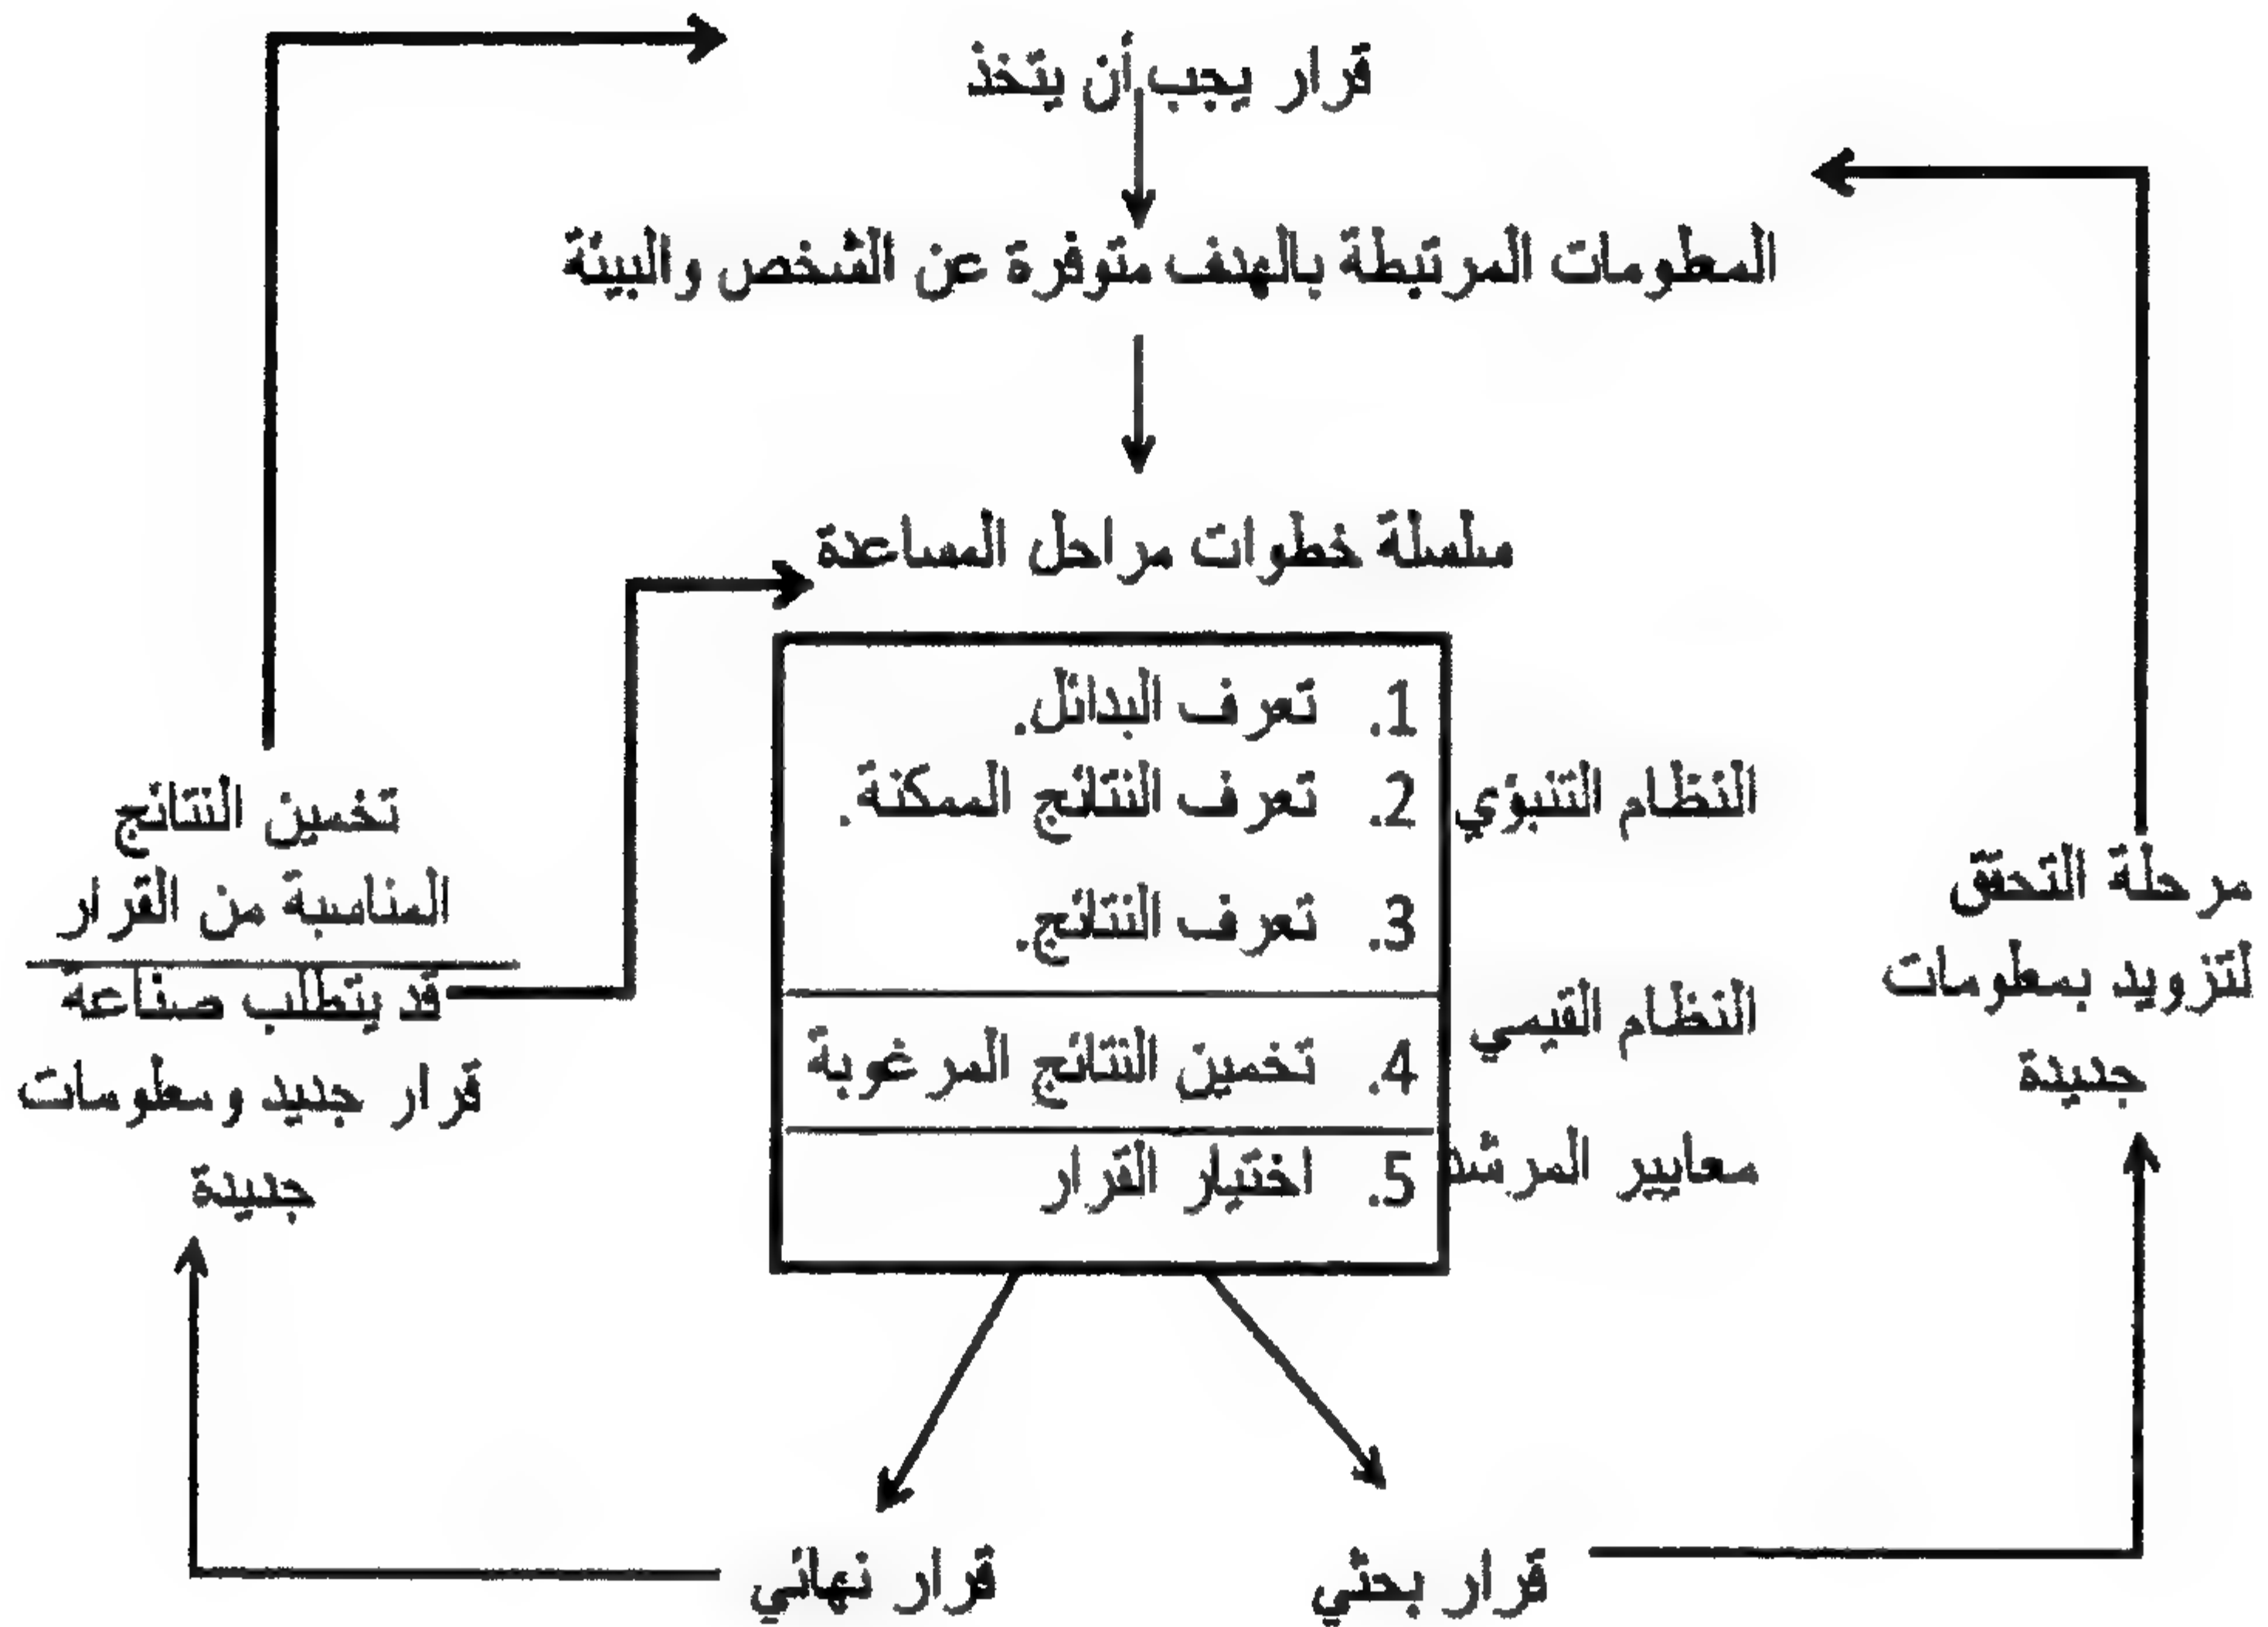 قرار يجب أن يتخذ
المعلومات المرتبطة بالهدف متوفرة عن الشخص والبيئة
سلسلة خطوات مراحل المساعدة
1. تعرف البدائل.
2. تعرف النتائج الممكنة.
3. تعرف النتائج.
4. تخمين النتائج المرغوبة
5. اختيار القرار
النظام التنبؤي
النظام القيمي
معايير المرشد
مرحلة التحقق
لتزويد بمعلومات
جديدة
تخمين النتائج
المناسبة من القرار
قد يتطلب صناعة
قرار جديد ومعلومات
جديدة
قرار بحثي
قرار نهائي